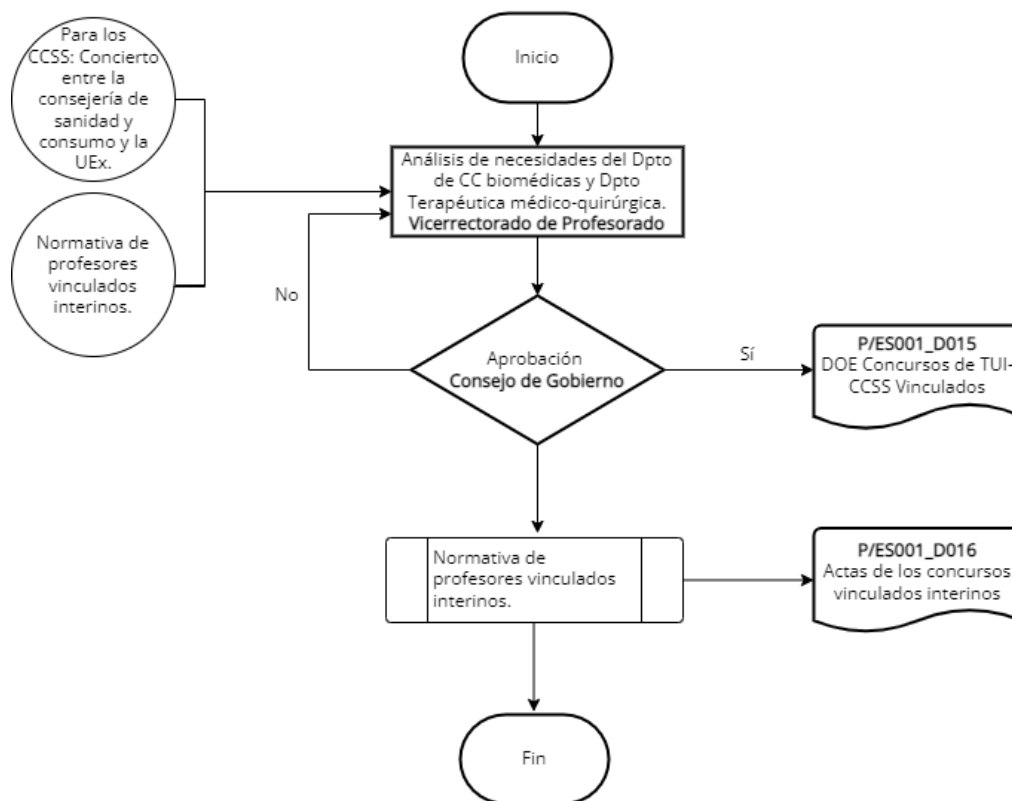 Para los
CCSS: Concierto
entre la
consejería de
sanidad y
consumo y la
UEx.
Inicio
Análisis de necesidades del Dpto
de CC biomédicas y Dpto
Terapéutica médico-quirúrgica.
Vicerrectorado de Profesorado
Normativa de
profesores
vinculados
interinos.
No
Aprobación
Consejo de Gobierno
Sí
P/ES001_D015
DOE Concursos de TUI-
CCSS Vinculados
Normativa de
profesores vinculados
interinos.
P/ES001_D016
Actas de los concursos
vinculados interinos
Fin